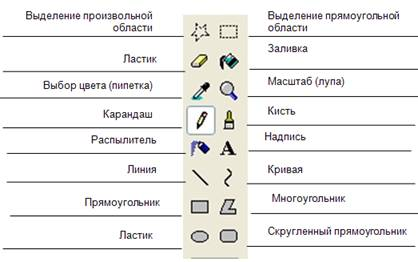 Выделение произвольной
области
Ластик
Выбор цвета (пипетка)
Карандаш
Распылитель
Линия
Прямоугольник
Ластик
A
Выделение прямоугольной
области
Заливка
Масштаб (лупа)
Кисть
Надпись
Кривая
Многоугольник
Скругленный прямоугольник